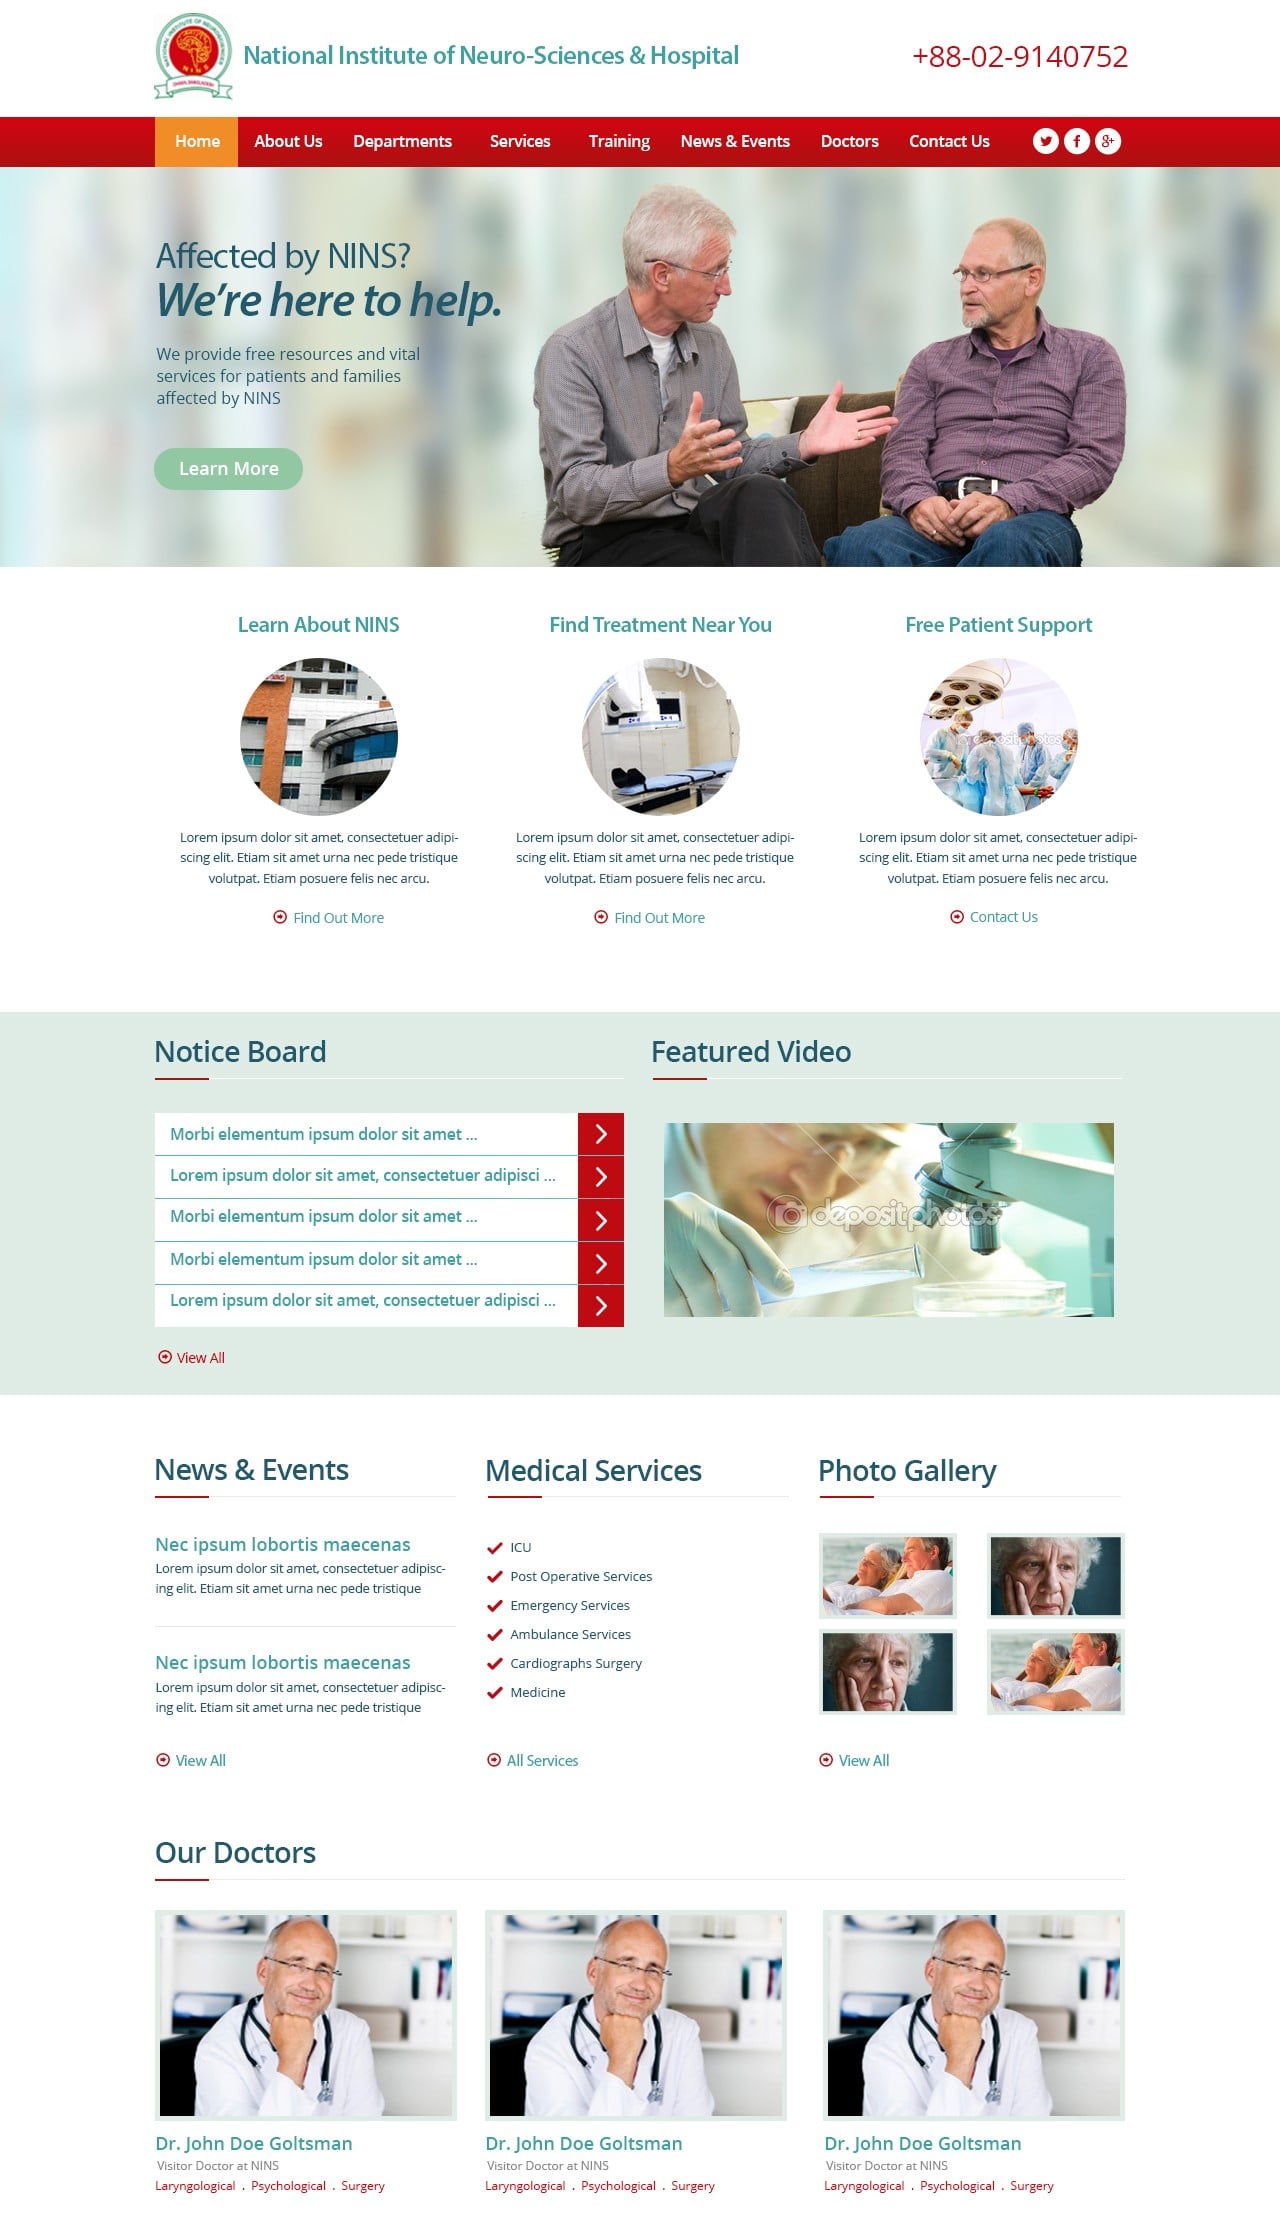 National Institute of Neuro-Sciences & Hospital
+88-02-9140752
Home About Us Departments Services Training News & Events Doctors Contact Us
Affected by NINS?
We're here to help.
We provide free resources and vital
services for patients and families
affected by NINS
Learn More
Learn About NINS
Lorem ipsum dolor sit amet, consectetuer adipi-
scing elit. Etiam sit amet urna nec pede tristique
volutpat. Etiam posuere felis nec arcu.
Find Out More
Find Treatment Near You
Lorem ipsum dolor sit amet, consectetuer adipi-
scing elit. Etiam sit amet urna nec pede tristique
volutpat. Etiam posuere felis nec arcu.
Find Out More
Free Patient Support
depositphotos
Lorem ipsum dolor sit amet, consectetuer adipi-
scing elit. Etiam sit amet urna nec pede tristique
volutpat. Etiam posuere felis nec arcu.
Contact Us
Notice Board
Morbi elementum ipsum dolor sit amet ...
Lorem ipsum dolor sit amet, consectetuer adipisci ...
Morbi elementum ipsum dolor sit amet ...
Morbi elementum ipsum dolor sit amet ...
Lorem ipsum dolor sit amet, consectetuer adipisci ...
View All
Featured Video
depositphotos
News & Events
Nec ipsum lobortis maecenas
Lorem ipsum dolor sit amet, consectetuer adipisc-
ing elit. Etiam sit amet urna nec pede tristique
Nec ipsum lobortis maecenas
Lorem ipsum dolor sit amet, consectetuer adipisc-
ing elit. Etiam sit amet urna nec pede tristique
View All
Medical Services
ICU
Post Operative Services
Emergency Services
Ambulance Services
Cardiographs Surgery
Medicine
All Services
Photo Gallery
View All
Our Doctors
Dr. John Doe Goltsman
Visitor Doctor at NINS
Laryngological . Psychological . Surgery
Dr. John Doe Goltsman
Visitor Doctor at NINS
Laryngological . Psychological . Surgery
Dr. John Doe Goltsman
Visitor Doctor at NINS
Laryngological . Psychological . Surgery